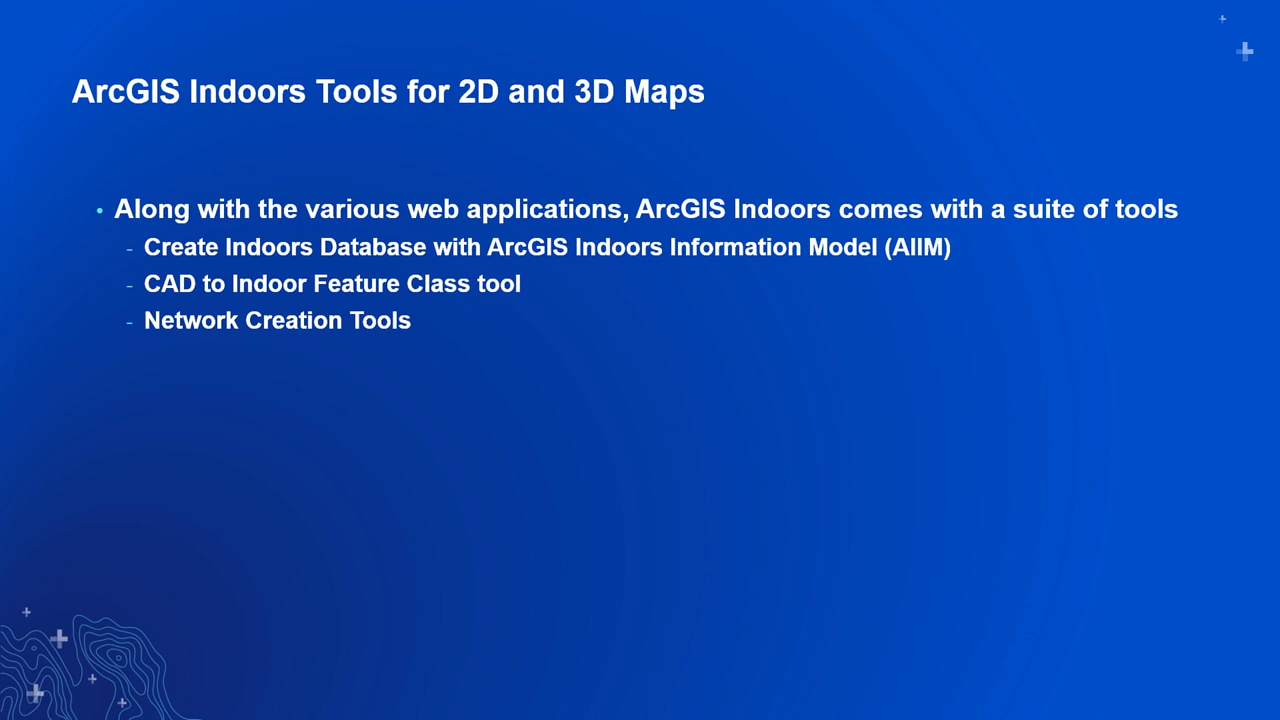 ArcGIS Indoors Tools for 2D and 3D Maps
• Along with the various web applications, ArcGIS Indoors comes with a suite of tools
- Create Indoors Database with ArcGIS Indoors Information Model (AIIM)
- CAD to Indoor Feature Class tool
- Network Creation Tools